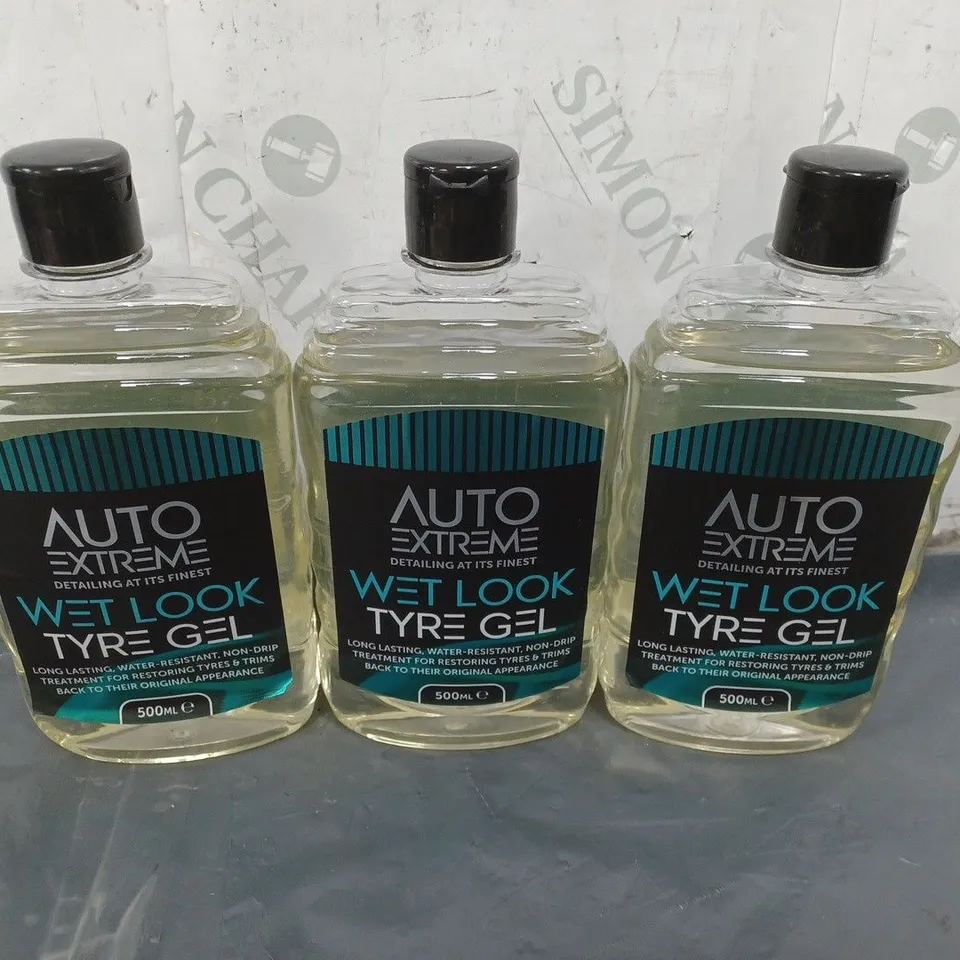 N CHAR
SIMON
N
AUTO
EXTREME
DETAILING AT ITS FINEST
WET LOOK
TYRE GEL
LONG LASTING, WATER-RESISTANT, NON-DRIP
TREATMENT FOR RESTORING TYRES & TRIMS
BACK TO THEIR ORIGINAL APPEARANCE
500ML e
AUTO
EXTREME
DETAILING AT ITS FINEST
WET LOOK
TYRE GEL
LONG LASTING, WATER-RESISTANT, NON-DRIP
TREATMENT FOR RESTORING TYRES & TRIMS
BACK TO THEIR ORIGINAL APPEARANCE
500ML e
AUTO
EXTREME
DETAILING AT ITS FINEST
WET LOOK
TYRE GEL
LONG LASTING, WATER-RESISTANT, NON-DRIP
TREATMENT FOR RESTORING TYRES & TRIMS
BACK TO THEIR ORIGINAL APPEARANCE
500ML e